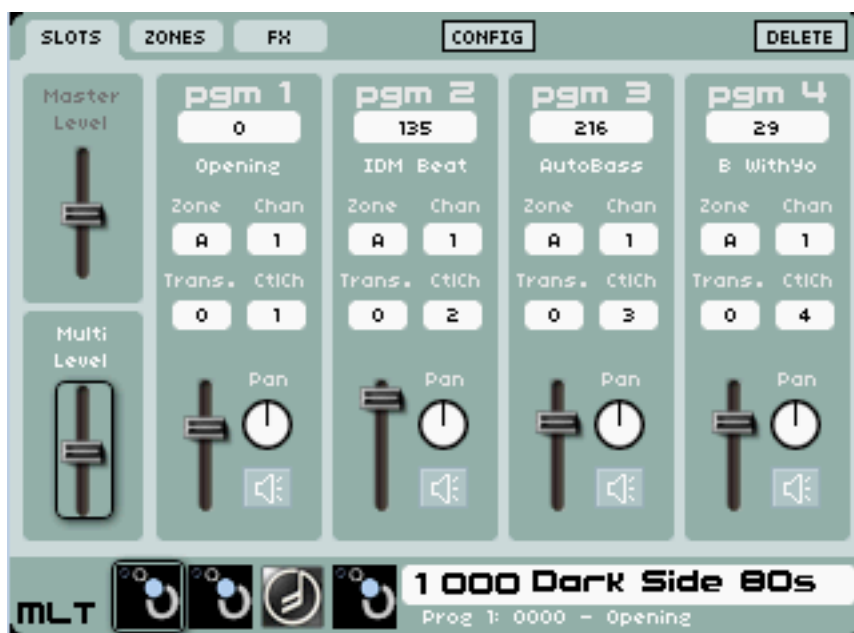 SLOTS ZONES FX CONFIG DELETE
Master Level
pgm 1 pgm 2 pgm 3 pgm 4
0 135 216 29
Opening IDM Beat AutoBass B WithYo
Zone Chan Zone Chan Zone Chan Zone Chan
A 1 A 1 A 1 A 1
Trans. CtlCh Trans. CtlCh Trans. CtlCh Trans. CtlCh
0 1 0 2 0 3 0 4
Multi Level
Pan Pan Pan Pan
MLT 1 000 Dark Side 80s
Prog 1: 0000 - Opening